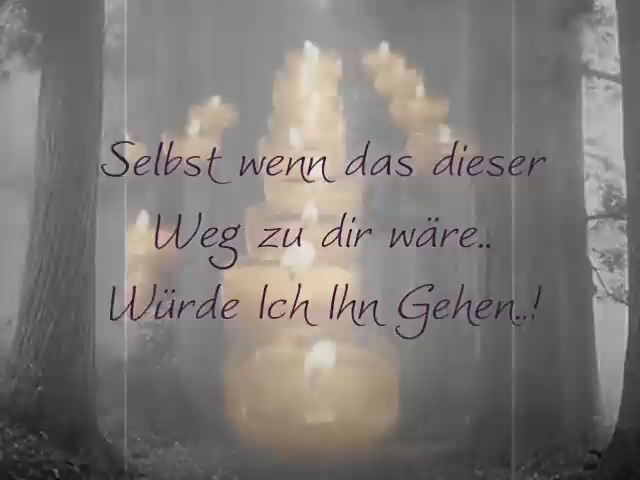 Selbst wenn das dieser
Weg zu dir wäre..
Würde Ich Ihn Gehen..!